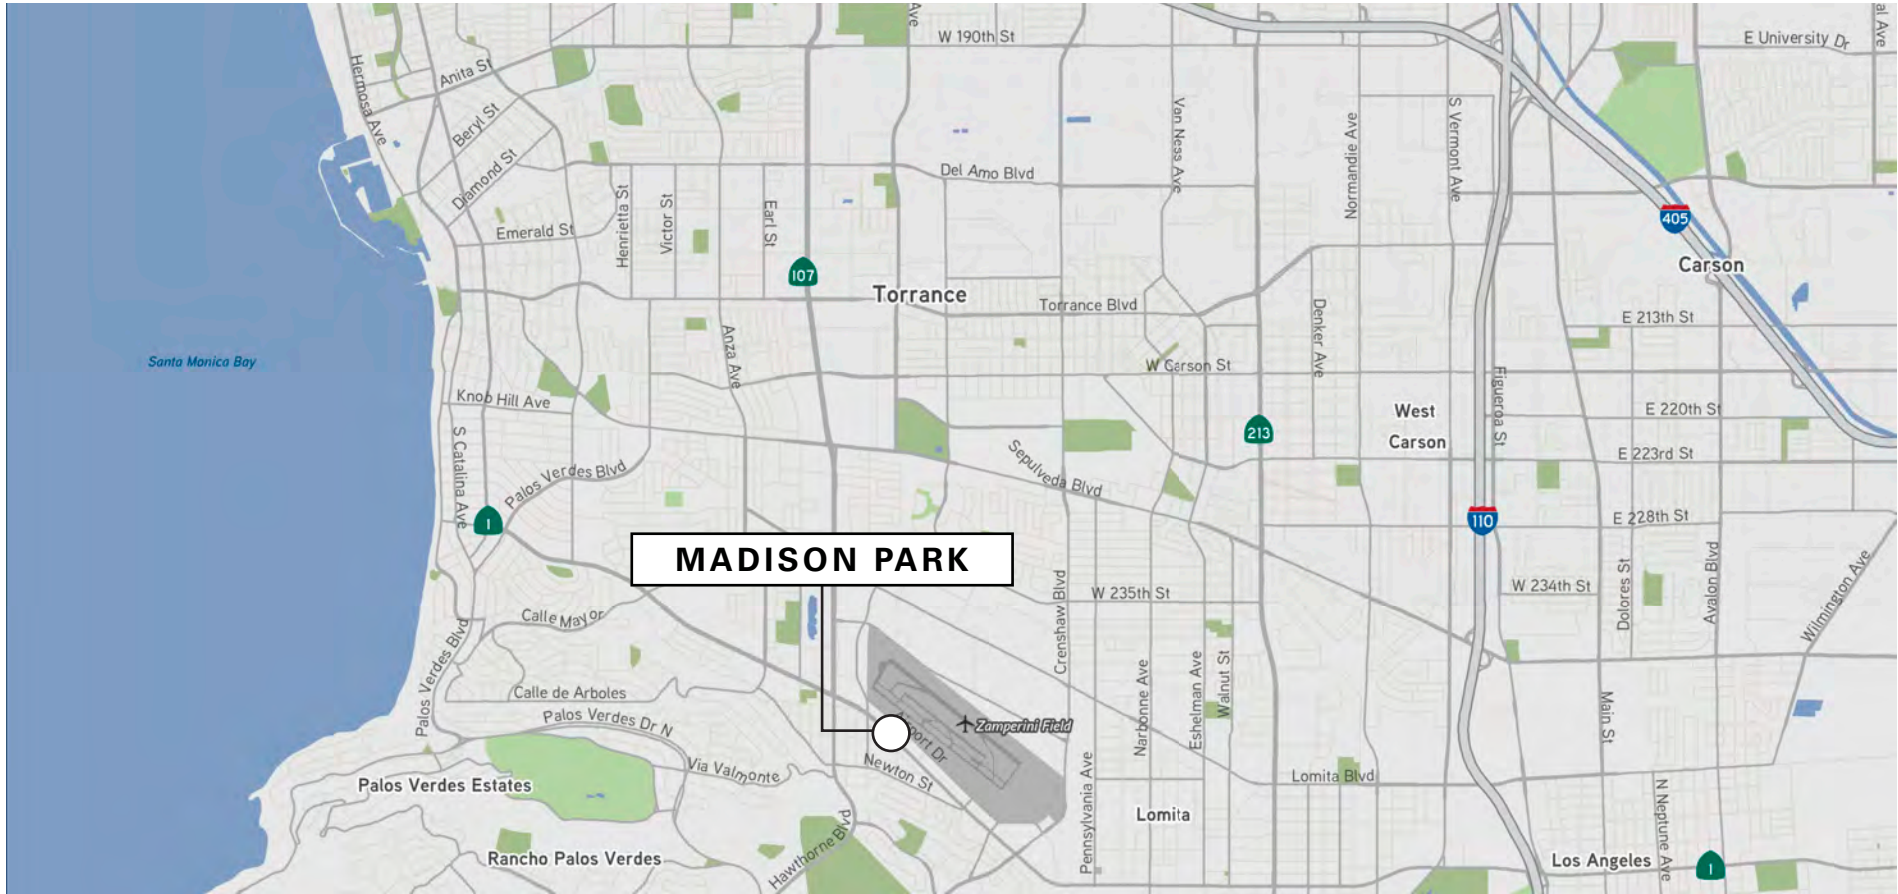 Ave
W 190th St
al Ave
E University Dr
Hermosa Ave
Anita St
Beryl St
Diamond St
Van Ness Ave
Normandie Ave
S Vermont Ave
Del Amo Blvd
Henrietta St
Victor St
Earl St
Emerald St
405
Carson
107
Torrance
Torrance Blvd
Denker Ave
E 213th St
Anza Ave
Santa Monica Bay
W Carson St
Figueroa St
Knob Hill Ave
West
Carson
E 220th St
213
S Catalina Ave
Palos Verdes Blvd
Sepulveda Blvd
E 223rd St
1
110
E 228th St
MADISON PARK
Crenshaw Blvd
W 235th St
W 234th St
Dolores St
Avalon Blvd
Wilmington Ave
Calle Mayor
Palos Verdes Blvd
Calle de Arboles
Palos Verdes Dr N
Narbonne Ave
Eshelman Ave
Walnut St
Main St
Airport Dr
Zamperini Field
Via Valmonte
Newton St
Pennsylvania Ave
Lomita Blvd
N Neptune Ave
Palos Verdes Estates
Lomita
Hawthorne Blvd
Rancho Palos Verdes
Los Angeles
1